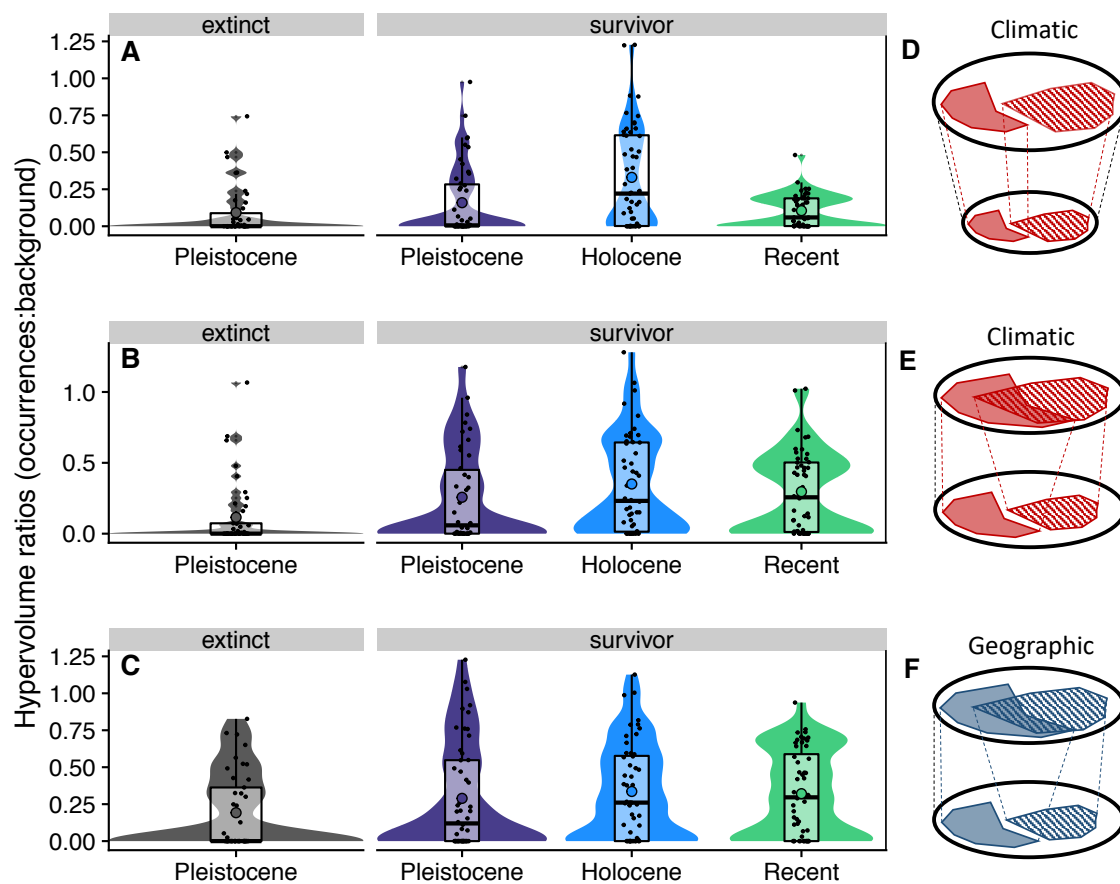 Hypervolume ratios (occurrences:background)
extinct
survivor
A
1.25
1.00
0.75
0.50
0.25
0.00
Pleistocene
Pleistocene
Holocene
Recent
D
Climatic
extinct
survivor
B
1.0
0.5
0.0
Pleistocene
Pleistocene
Holocene
Recent
E
Climatic
extinct
survivor
C
1.25
1.00
0.75
0.50
0.25
0.00
Pleistocene
Pleistocene
Holocene
Recent
F
Geographic